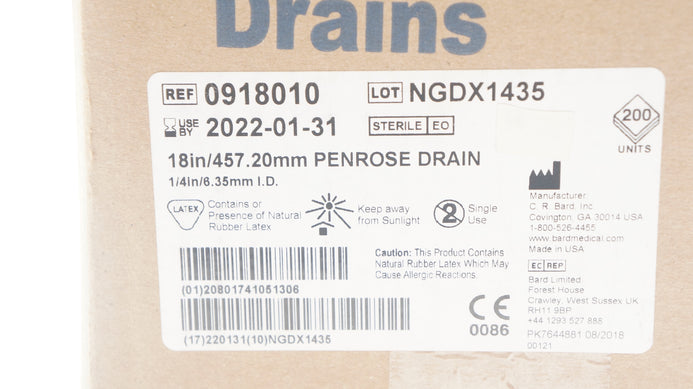 Drains
REF 0918010 LOT NGDX1435
USE BY 2022-01-31 STERILE EO
200 UNITS
18in/457.20mm PENROSE DRAIN
1/4in/6.35mm I.D.
LATEX
Contains or
Presence of Natural
Rubber Latex
Keep away
from Sunlight
2
Single
Use
Manufacturer
C. R. Bard, Inc.
Covington, GA 30014 USA
1-800-526-4455
www.bardmedical.com
Made in USA
Caution: This Product Contains
Natural Rubber Latex Which May
Cause Allergic Reactions.
(01)20801741051306
EC REP
Bard Limited
Forest House
Crawley, West Sussex UK
RH11 9BP
+44 1293 527 888
CE
0086
(17)220131(10)NGDX1435
PK7644881 08/2018
00121